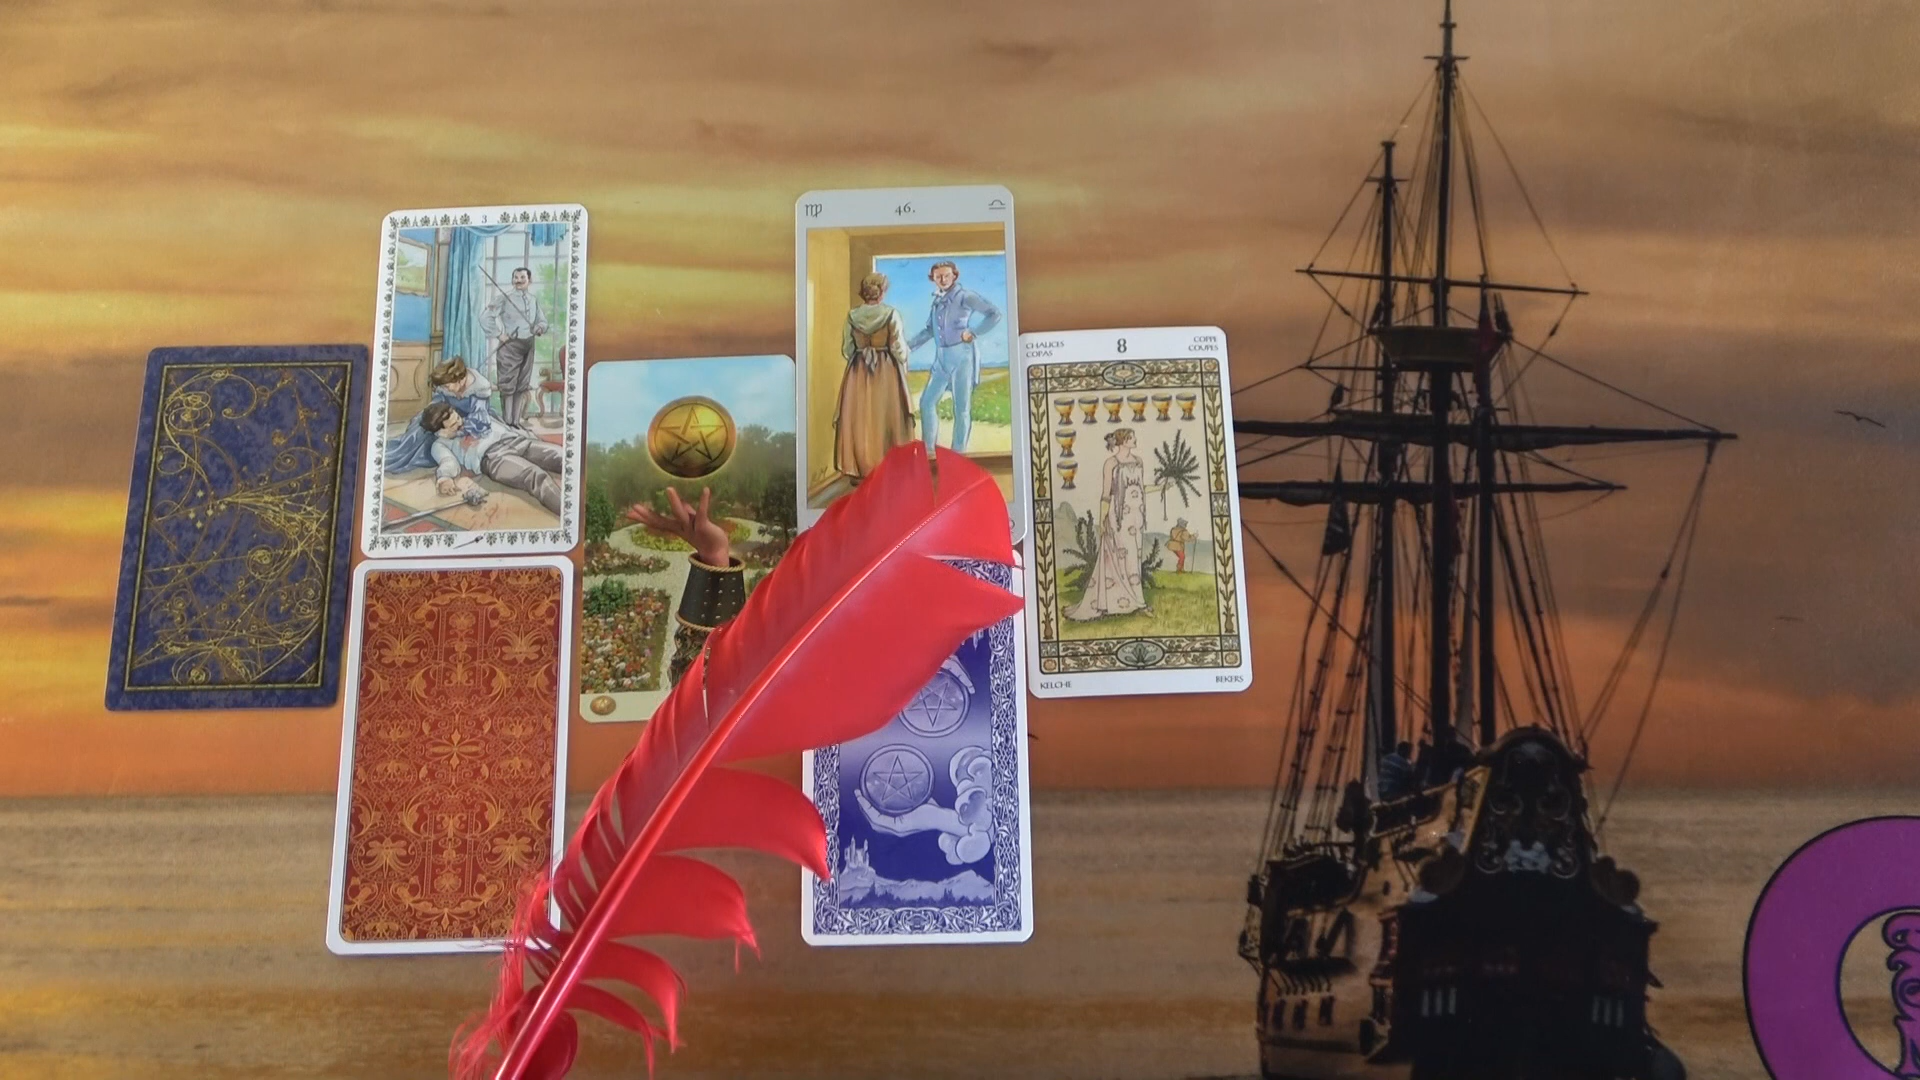 3
46.
CHALICES
COPAS
8
COPPE
COUPES
KELCHE
BEKERS